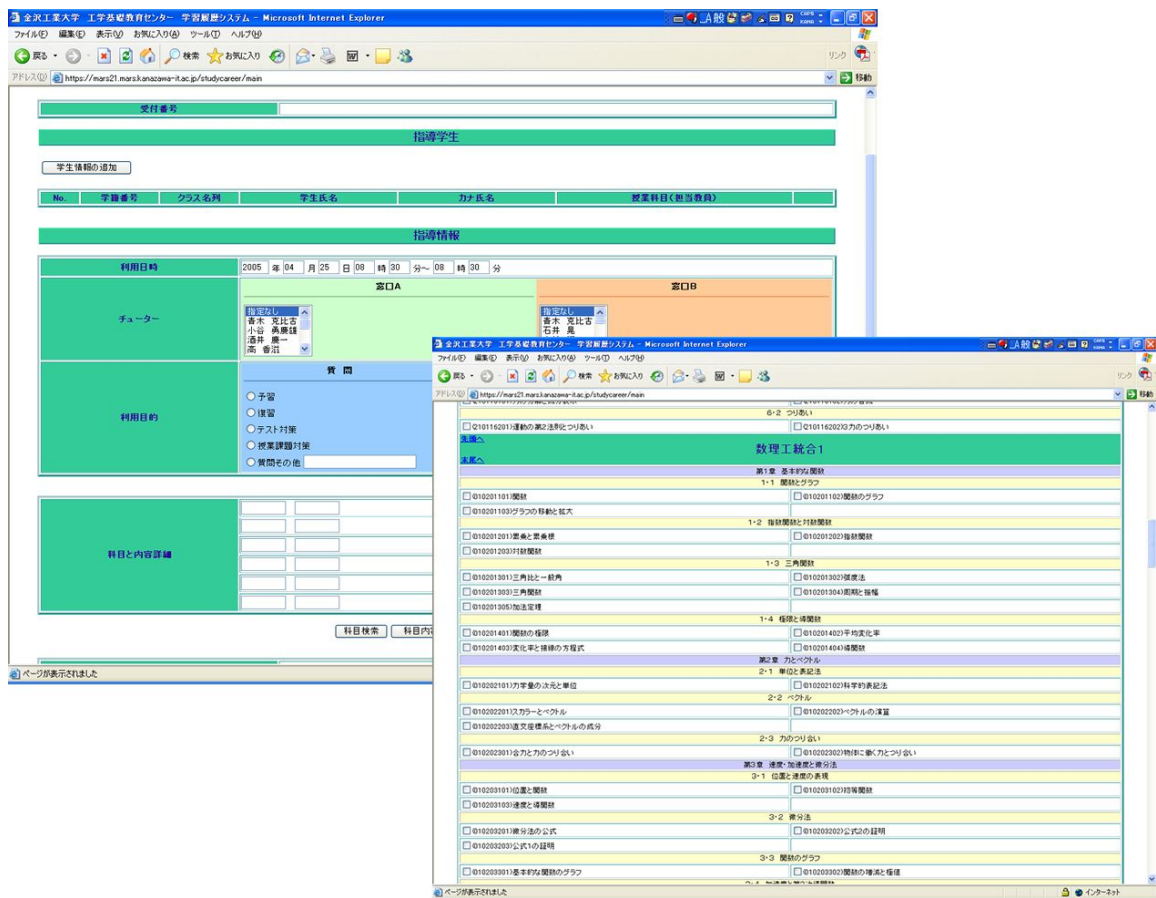 金沢工業大学 工学基礎教育センター 学習履歴システム - Microsoft Internet Explorer
ファイル(F) 編集(E) 表示(V) お気に入り(A) ツール(T) ヘルプ(H)
戻る 検索 お気に入り リンク
アドレス(D) https://mars21.mars.kanazawa-it.ac.jp/studycareer/main 移動
受付番号
指導学生
学生情報の追加
No. 学籍番号 クラス名列 学生氏名 カナ氏名 授業科目(担当教員)
指導情報
利用日時 2005 年 04 月 25 日 08 時 30 分～ 08 時 30 分
チューター 窓口A 窓口B
指定なし 指定なし
青木 克比古 青木 克比古
小谷 勇慶雄 石井 晃
酒井 慶一
高 香滋
利用目的 質 問
予習
復習
テスト対策
授業課題対策
質問その他
科目と内容詳細
科目検索
ページが表示されました
金沢工業大学 工学基礎教育センター 学習履歴システム - Microsoft Internet Explorer
ファイル(F) 編集(E) 表示(V) お気に入り(A) ツール(T) ヘルプ(H)
戻る 検索 お気に入り リンク
アドレス(D) https://mars21.mars.kanazawa-it.ac.jp/studycareer/main 移動
6-2 つりあい
(210116201)運動の第2法則とつりあい (210116202)3力のつりあい
先頭へ
数理工統合1
末尾へ
第1章 基本的な関数
1-1 関数とグラフ
(010201101)関数 (010201102)関数のグラフ
(010201103)グラフの移動と拡大
1-2 指数関数と対数関数
(010201201)累乗と累乗根 (010201202)指数関数
(010201203)対数関数
1-3 三角関数
(010201301)三角比と一般角 (010201302)弧度法
(010201303)三角関数 (010201304)周期と振幅
(010201305)加法定理
1-4 極限と導関数
(010201401)関数の極限 (010201402)平均変化率
(010201403)変化率と接線の方程式 (010201404)導関数
第2章 力とベクトル
2-1 単位と表記法
(010202101)力学量の次元と単位 (010202102)科学的表記法
2-2 ベクトル
(010202201)スカラーとベクトル (010202202)ベクトルの演算
(010202203)直交座標系とベクトルの成分
2-3 力のつり合い
(010202301)合力と力のつり合い (010202302)物体に働く力とつり合い
第3章 速度・加速度と微分法
3-1 位置と速度の表現
(010203101)位置と関数 (010203102)初等関数
(010203103)速度と導関数
3-2 微分法
(010203201)微分法の公式 (010203202)公式2の証明
(010203203)公式1の証明
3-3 関数のグラフ
(010203301)基本的な関数のグラフ (010203302)関数の増減と極値
ページが表示されました インターネット